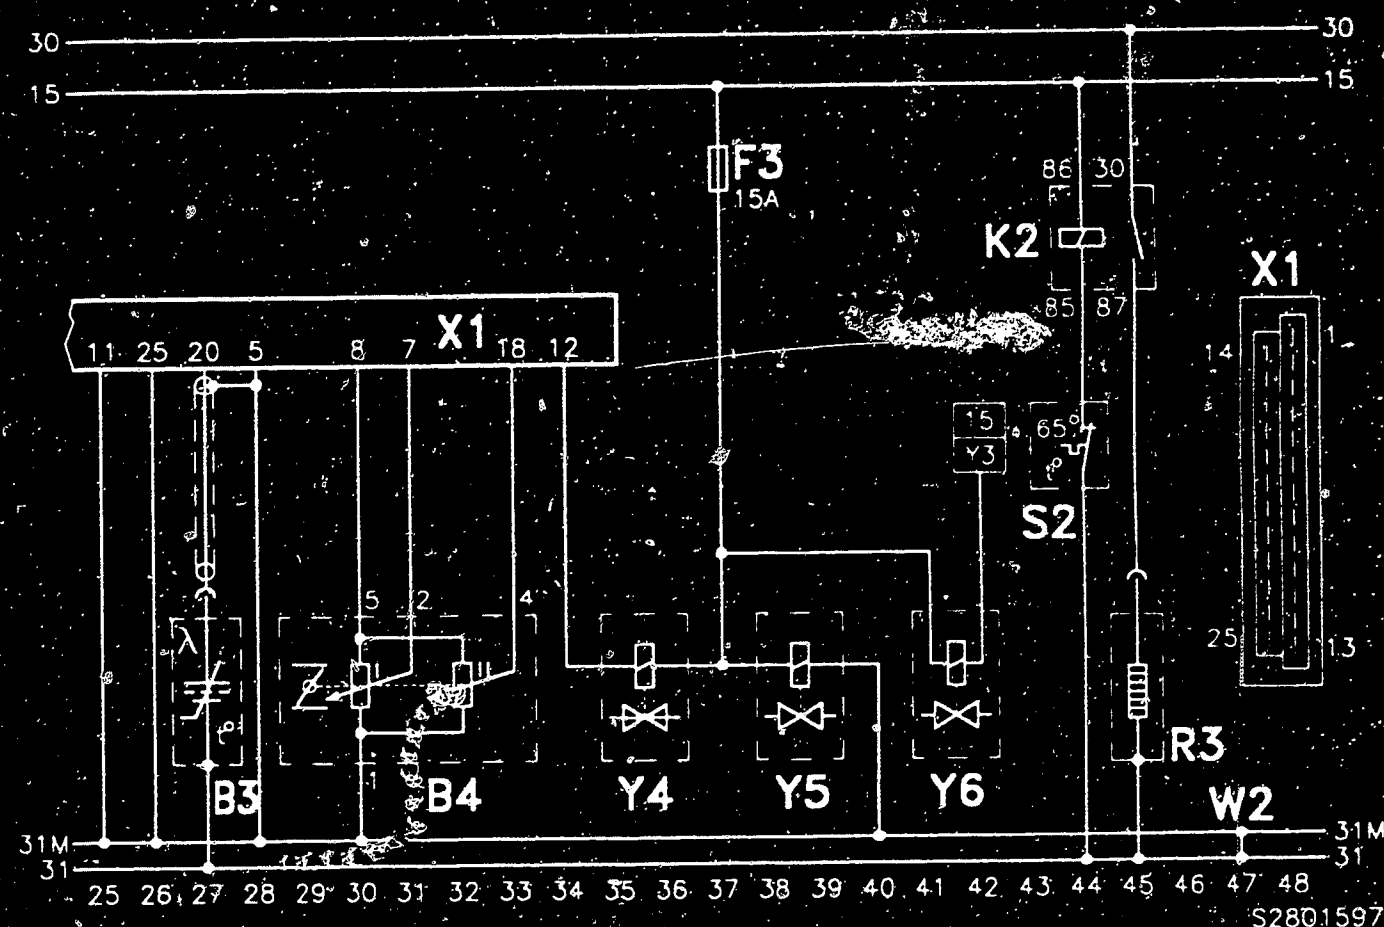 30 30
15 15
F3
15A
86 30
K2
85 87
X1
X1
11 25 20 5 8 7 18 12
14 1
15
Y3
65°
t°
S2
5 2 4
λ
I II
t°
25 13
1
R3
B3 B4 Y4 Y5 Y6
W2
31M 31M
31 31
25 26 27 28 29 30 31 32 33 34 35 36 37 38 39 40 41 42 43 44 45 46 47 48
S2801597